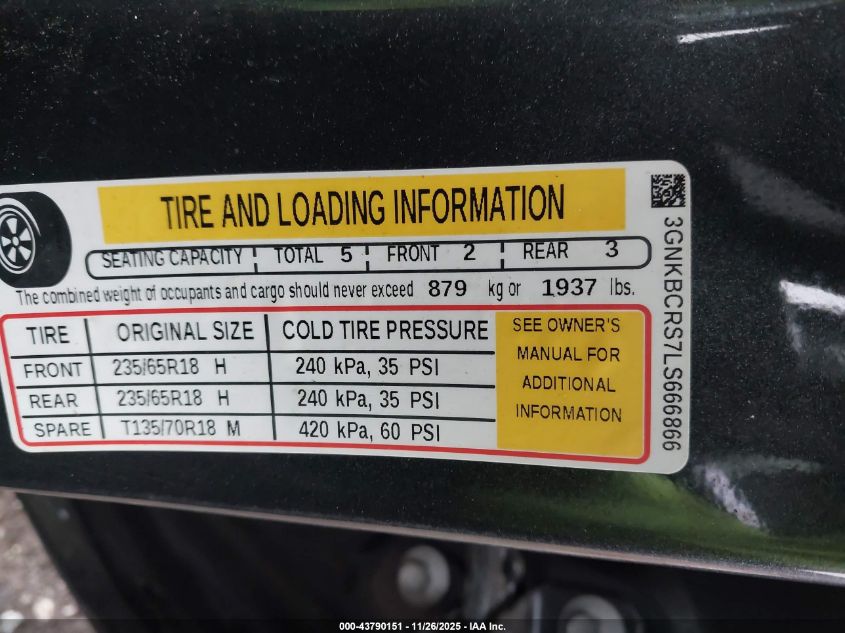 TIRE AND LOADING INFORMATION
SEATING CAPACITY TOTAL 5 FRONT 2 REAR 3
The combined weight of occupants and cargo should never exceed 879 kg or 1937 lbs.
TIRE ORIGINAL SIZE COLD TIRE PRESSURE
FRONT 235/65R18 H 240 kPa, 35 PSI
REAR 235/65R18 H 240 kPa, 35 PSI
SPARE T135/70R18 M 420 kPa, 60 PSI
SEE OWNER'S
MANUAL FOR
ADDITIONAL
INFORMATION
3GNKBCRS7LS666866
000-43790151 - 11/26/2025 - IAA Inc.